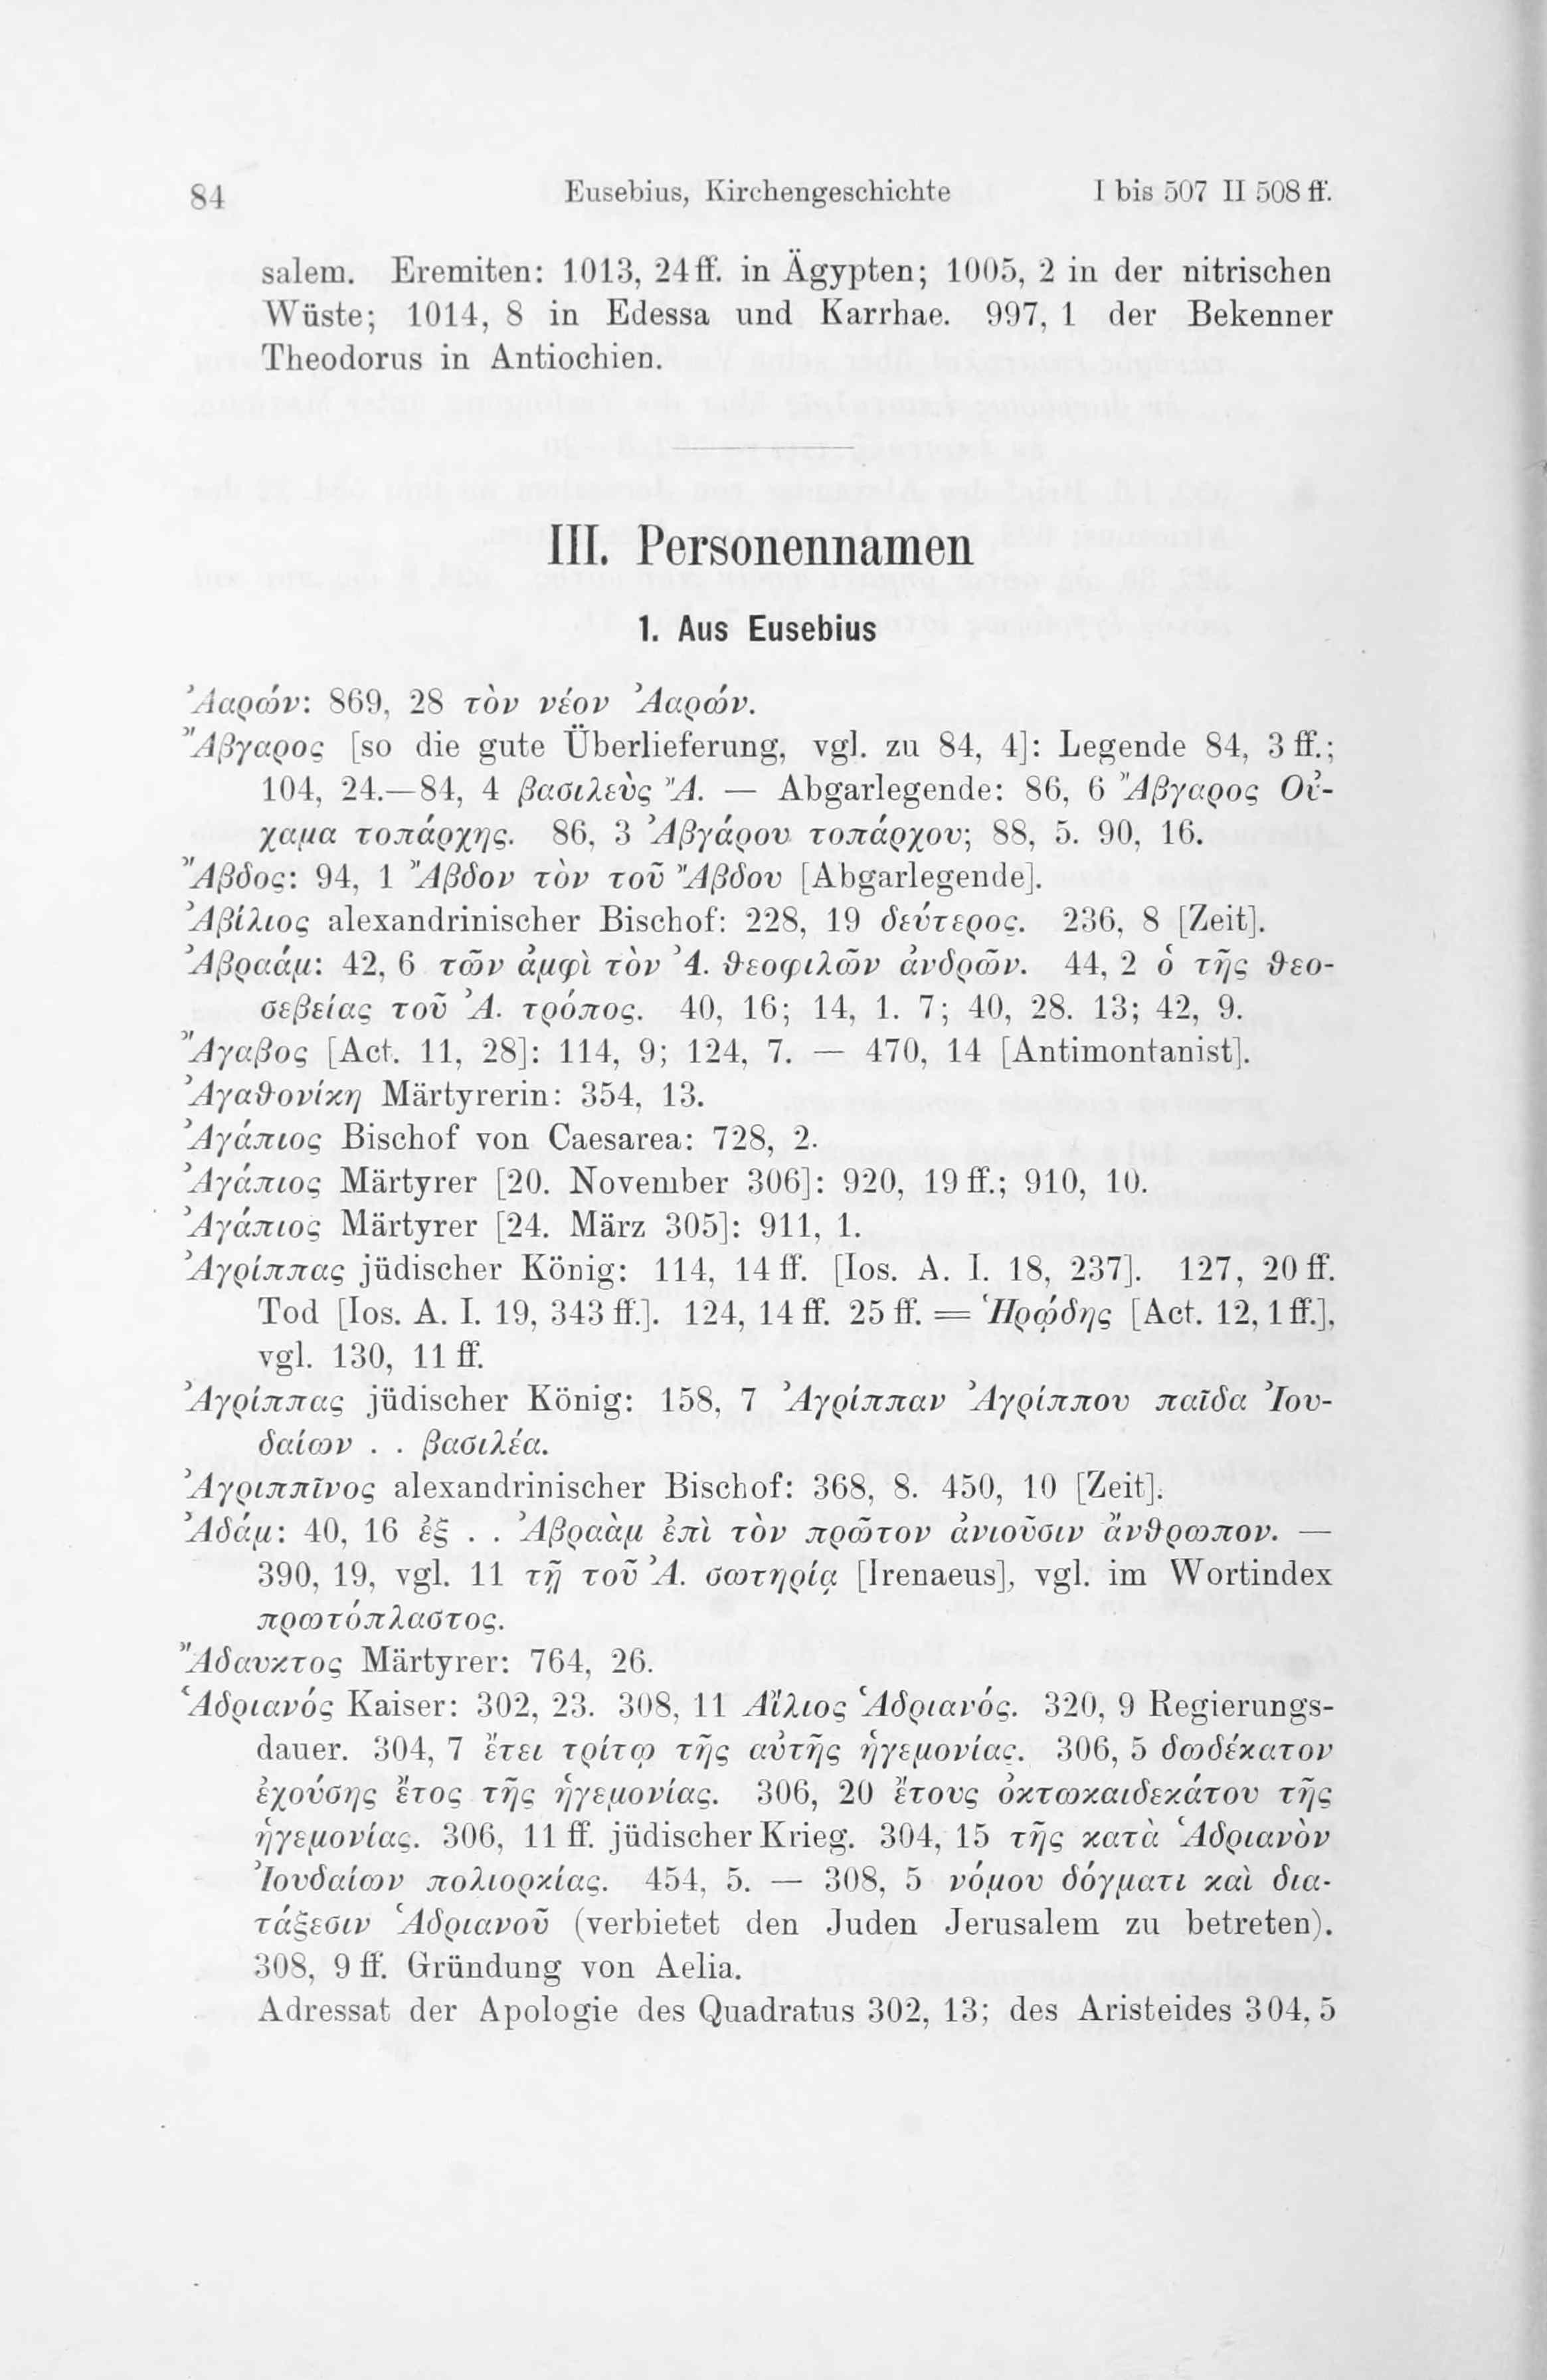 84 Eusebius, Kirchengeschichte I bis 507 II 508 ff.
salem. Eremiten: 1013, 24 ff. in Ägypten; 1005, 2 in der nitrischen
Wüste; 1014, 8 in Edessa und Karrhae. 997, 1 der Bekenner
Theodorus in Antiochien.
III. Personennamen
1. Aus Eusebius
Ἀαρών: 869, 28 τὸν νέον Ἀαρών.
Ἄβγαρος [so die gute Überlieferung, vgl. zu 84, 4]: Legende 84, 3 ff.;
104, 24.—84, 4 βασιλεὺς Ἄ. — Abgarlegende: 86, 6 Ἄβγαρος Οὐ-
χαμα τοπάρχης. 86, 3 Ἀβγάρου τοπάρχου; 88, 5. 90, 16.
Ἄβδος: 94, 1 Ἄβδον τὸν τοῦ Ἄβδου [Abgarlegende].
Ἀβίλιος alexandrinischer Bischof: 228, 19 δεύτερος. 236, 8 [Zeit].
Ἀβραάμ: 42, 6 τῶν ἀμφὶ τὸν Ἀ. θεοφιλῶν ἀνδρῶν. 44, 2 ὁ τῆς θεο-
σεβείας τοῦ Ἀ. τρόπος. 40, 16; 14, 1. 7; 40, 28. 13; 42, 9.
Ἄγαβος [Act. 11, 28]: 114, 9; 124, 7. — 470, 14 [Antimontanist].
Ἀγαθονίκη Märtyrerin: 354, 13.
Ἀγάπιος Bischof von Caesarea: 728, 2.
Ἀγάπιος Märtyrer [20. November 306]: 920, 19 ff.; 910, 10.
Ἀγάπιος Märtyrer [24. März 305]: 911, 1.
Ἀγρίππας jüdischer König: 114, 14 ff. [Ios. A. I. 18, 237]. 127, 20 ff.
Tod [Ios. A. I. 19, 343 ff.]. 124, 14 ff. 25 ff. = Ἡρῴδης [Act. 12, 1 ff.],
vgl. 130, 11 ff.
Ἀγρίππας jüdischer König: 158, 7 Ἀγρίππαν Ἀγρίππου παῖδα Ἰου-
δαίων . . βασιλέα.
Ἀγριππῖνος alexandrinischer Bischof: 368, 8. 450, 10 [Zeit].
Ἀδάμ: 40, 16 ἐξ . . Ἀβραὰμ ἐπὶ τὸν πρῶτον ἀνιοῦσιν ἄνθρωπον. —
390, 19, vgl. 11 τῇ τοῦ Ἀ. σωτηρίᾳ [Irenaeus], vgl. im Wortindex
πρωτόπλαστος.
Ἄδαυκτος Märtyrer: 764, 26.
Ἁδριανός Kaiser: 302, 23. 308, 11 Αἴλιος Ἁδριανός. 320, 9 Regierungs-
dauer. 304, 7 ἔτει τρίτῳ τῆς αὐτῆς ἡγεμονίας. 306, 5 δωδέκατον
ἐχούσης ἔτος τῆς ἡγεμονίας. 306, 20 ἔτους ὀκτωκαιδεκάτου τῆς
ἡγεμονίας. 306, 11 ff. jüdischer Krieg. 304, 15 τῆς κατὰ Ἁδριανὸν
Ἰουδαίων πολιορκίας. 454, 5. — 308, 5 νόμου δόγματι καὶ δια-
τάξεσιν Ἁδριανοῦ (verbietet den Juden Jerusalem zu betreten).
308, 9 ff. Gründung von Aelia.
Adressat der Apologie des Quadratus 302, 13; des Aristeides 304, 5